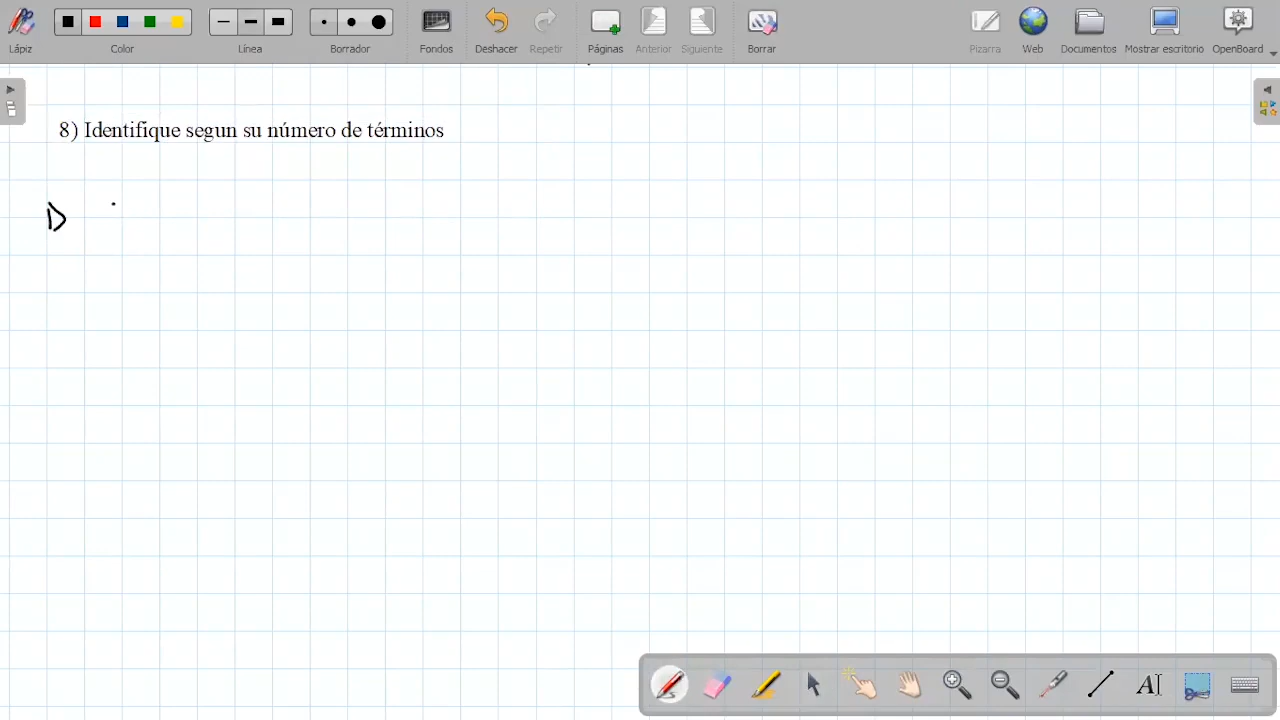 Lápiz Color Línea Borrador Fondos Deshacer Repetir Páginas Anterior Siguiente Borrar Pizarra Web Documentos Mostrar escritorio OpenBoard
8) Identifique segun su número de términos